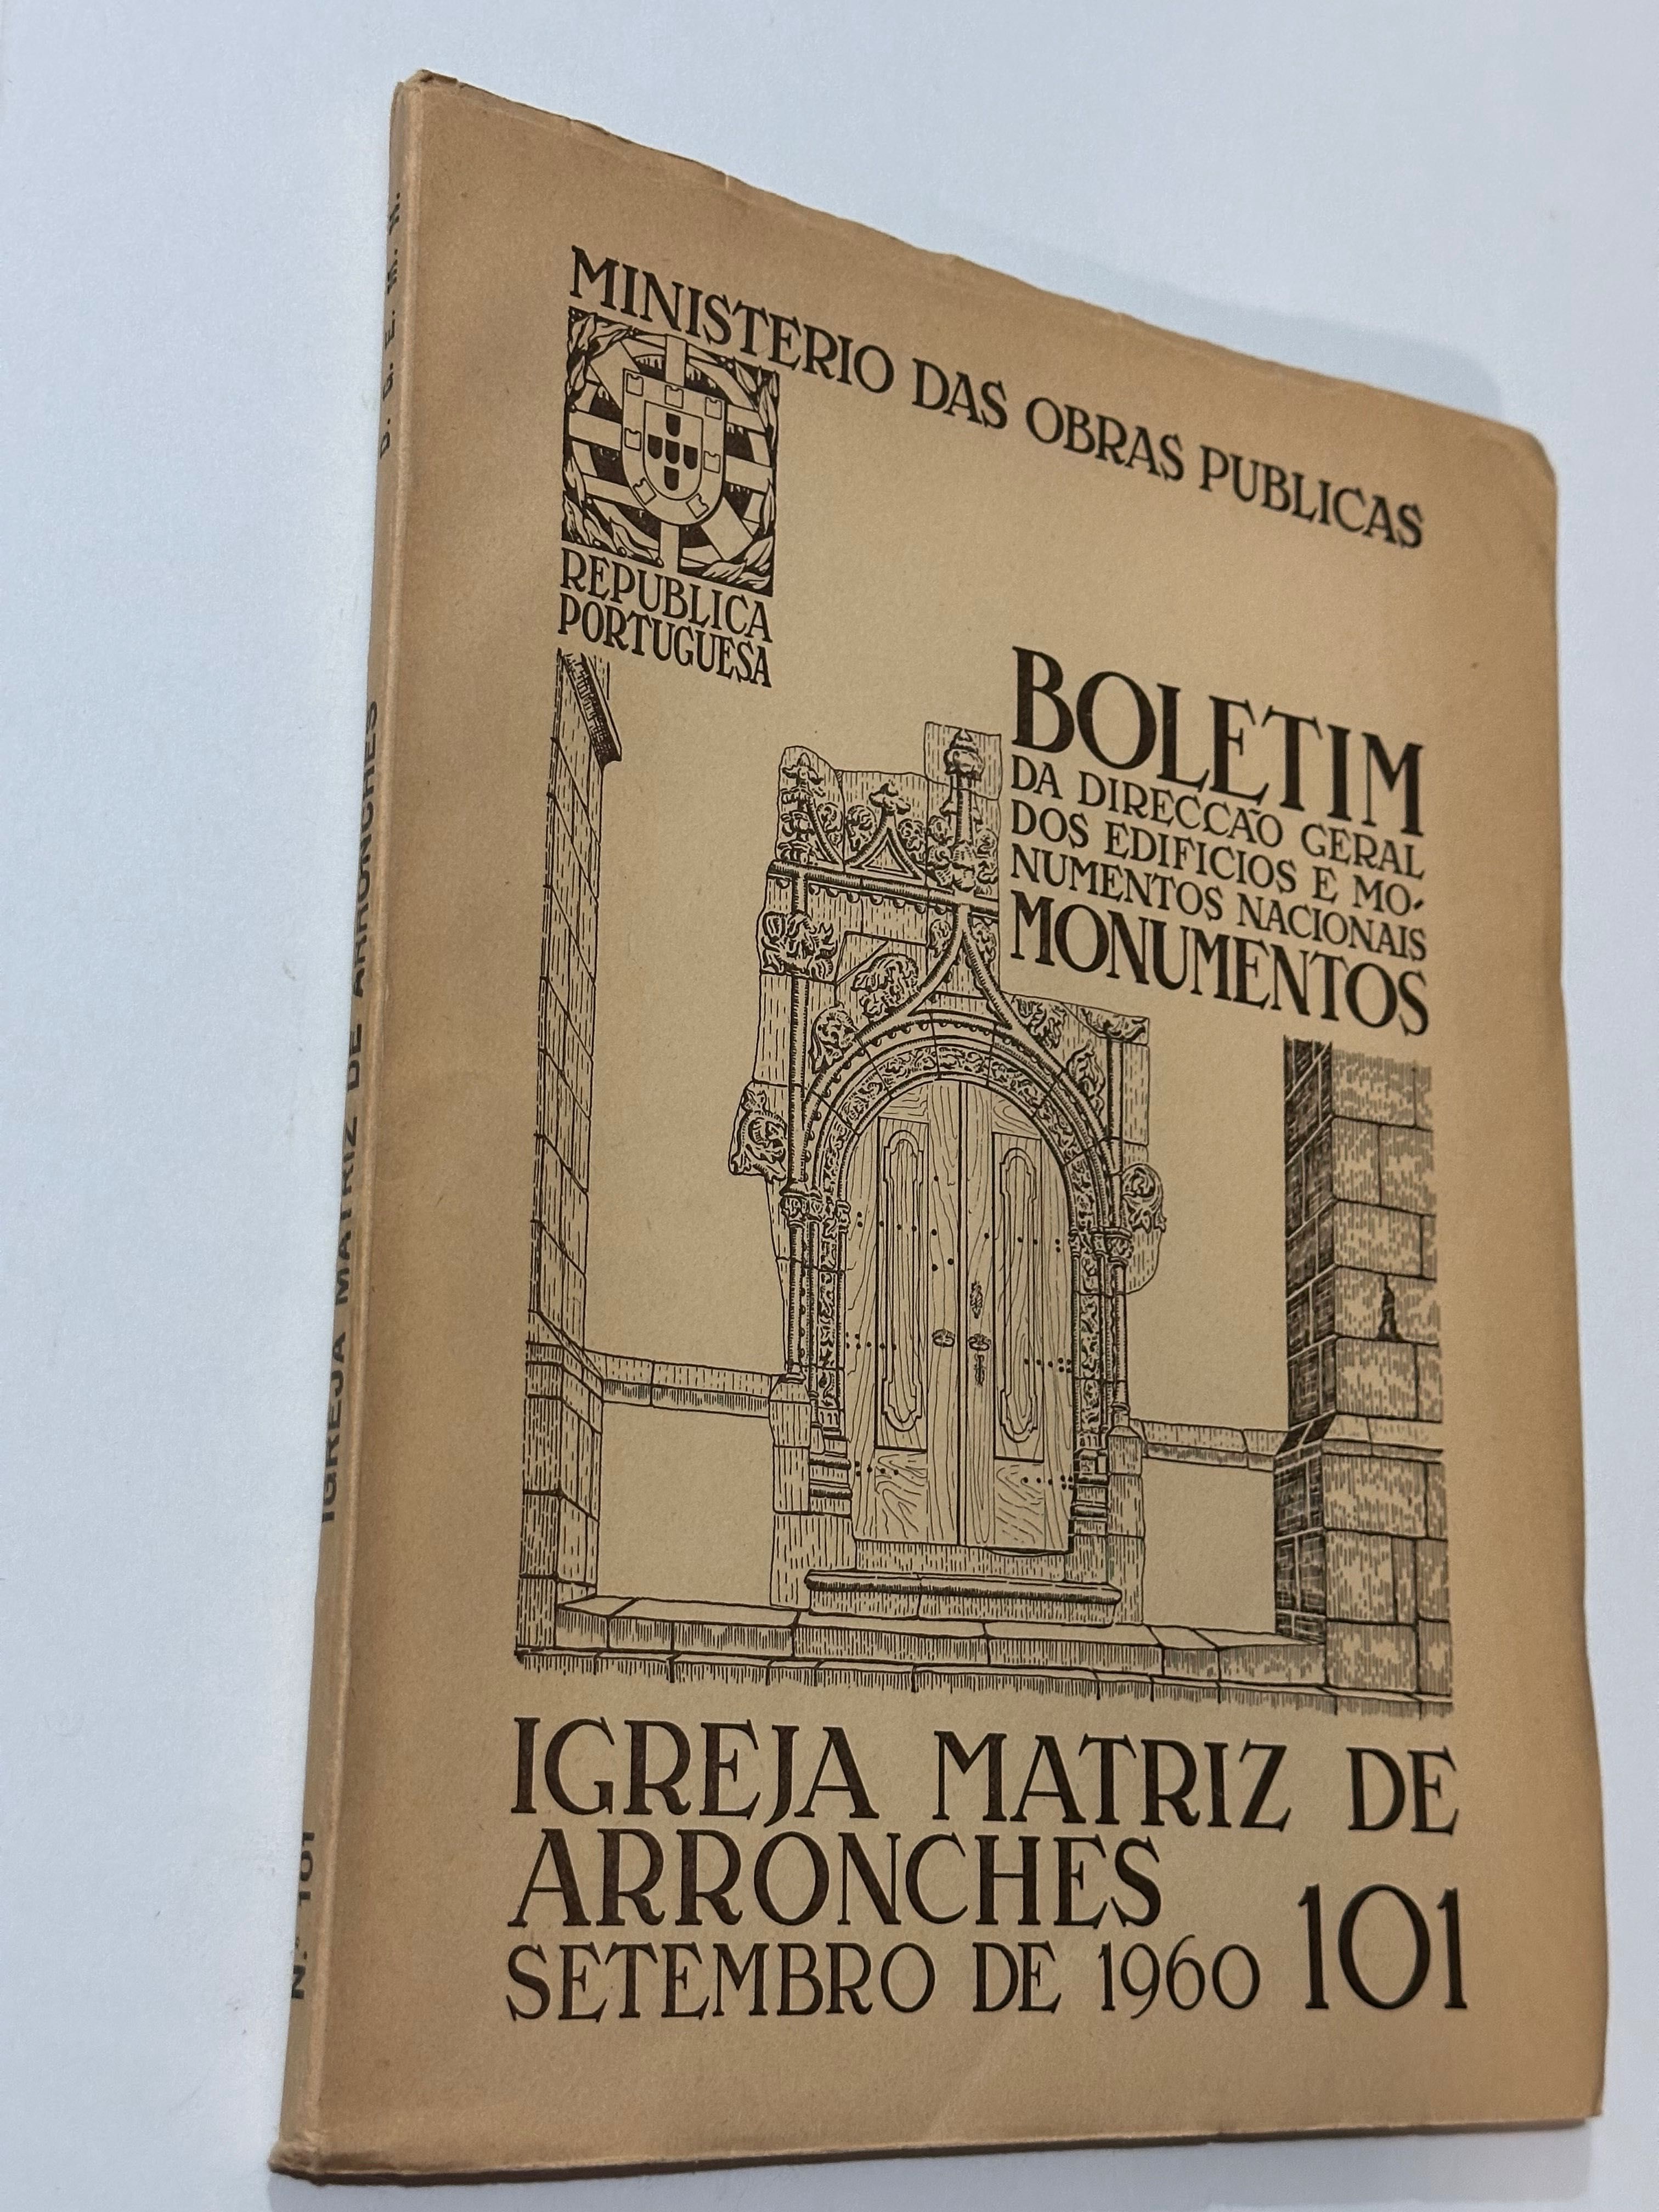 MINISTERIO DAS OBRAS PUBLICAS
REPUBLICA
PORTUGUESA
BOLETIM
DA DIRECCÃO GERAL
DOS EDIFICIOS E MO-
NUMENTOS NACIONAIS
MONUMENTOS
IGREJA MATRIZ DE
ARRONCHES
SETEMBRO DE 1960
101
N.º 101
IGREJA MATRIZ DE ARRONCHES
D. G. E. M. N.